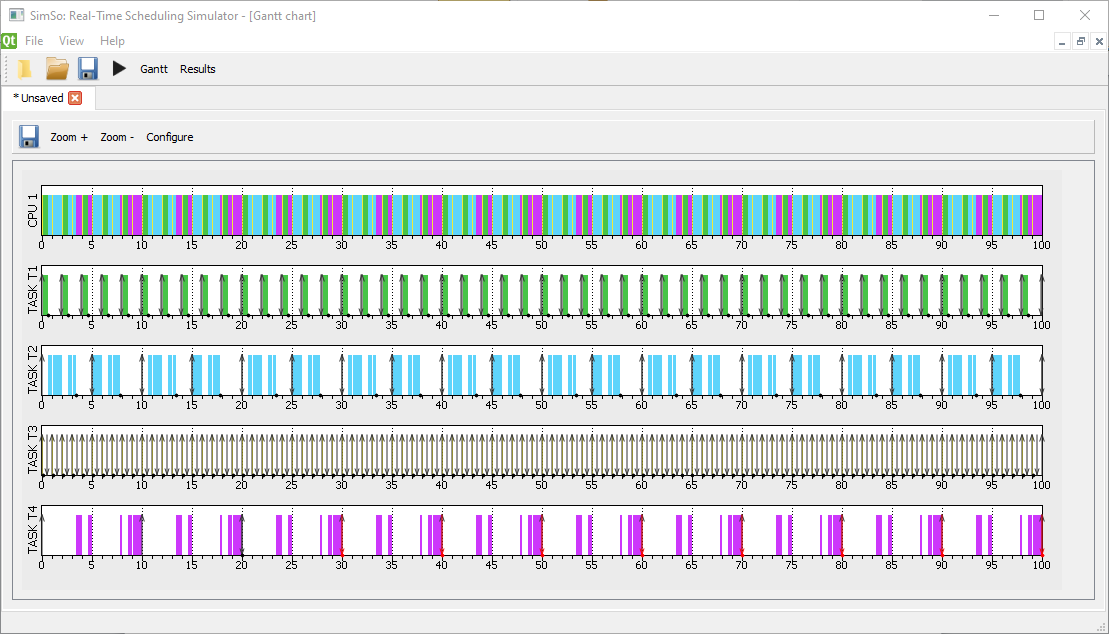 SimSo: Real-Time Scheduling Simulator - [Gantt chart]
Qt File View Help
Gantt Results
*Unsaved
Zoom + Zoom - Configure
CPU 1
0 5 10 15 20 25 30 35 40 45 50 55 60 65 70 75 80 85 90 95 100
TASK T1
0 5 10 15 20 25 30 35 40 45 50 55 60 65 70 75 80 85 90 95 100
TASK T2
0 5 10 15 20 25 30 35 40 45 50 55 60 65 70 75 80 85 90 95 100
TASK T3
0 5 10 15 20 25 30 35 40 45 50 55 60 65 70 75 80 85 90 95 100
TASK T4
0 5 10 15 20 25 30 35 40 45 50 55 60 65 70 75 80 85 90 95 100